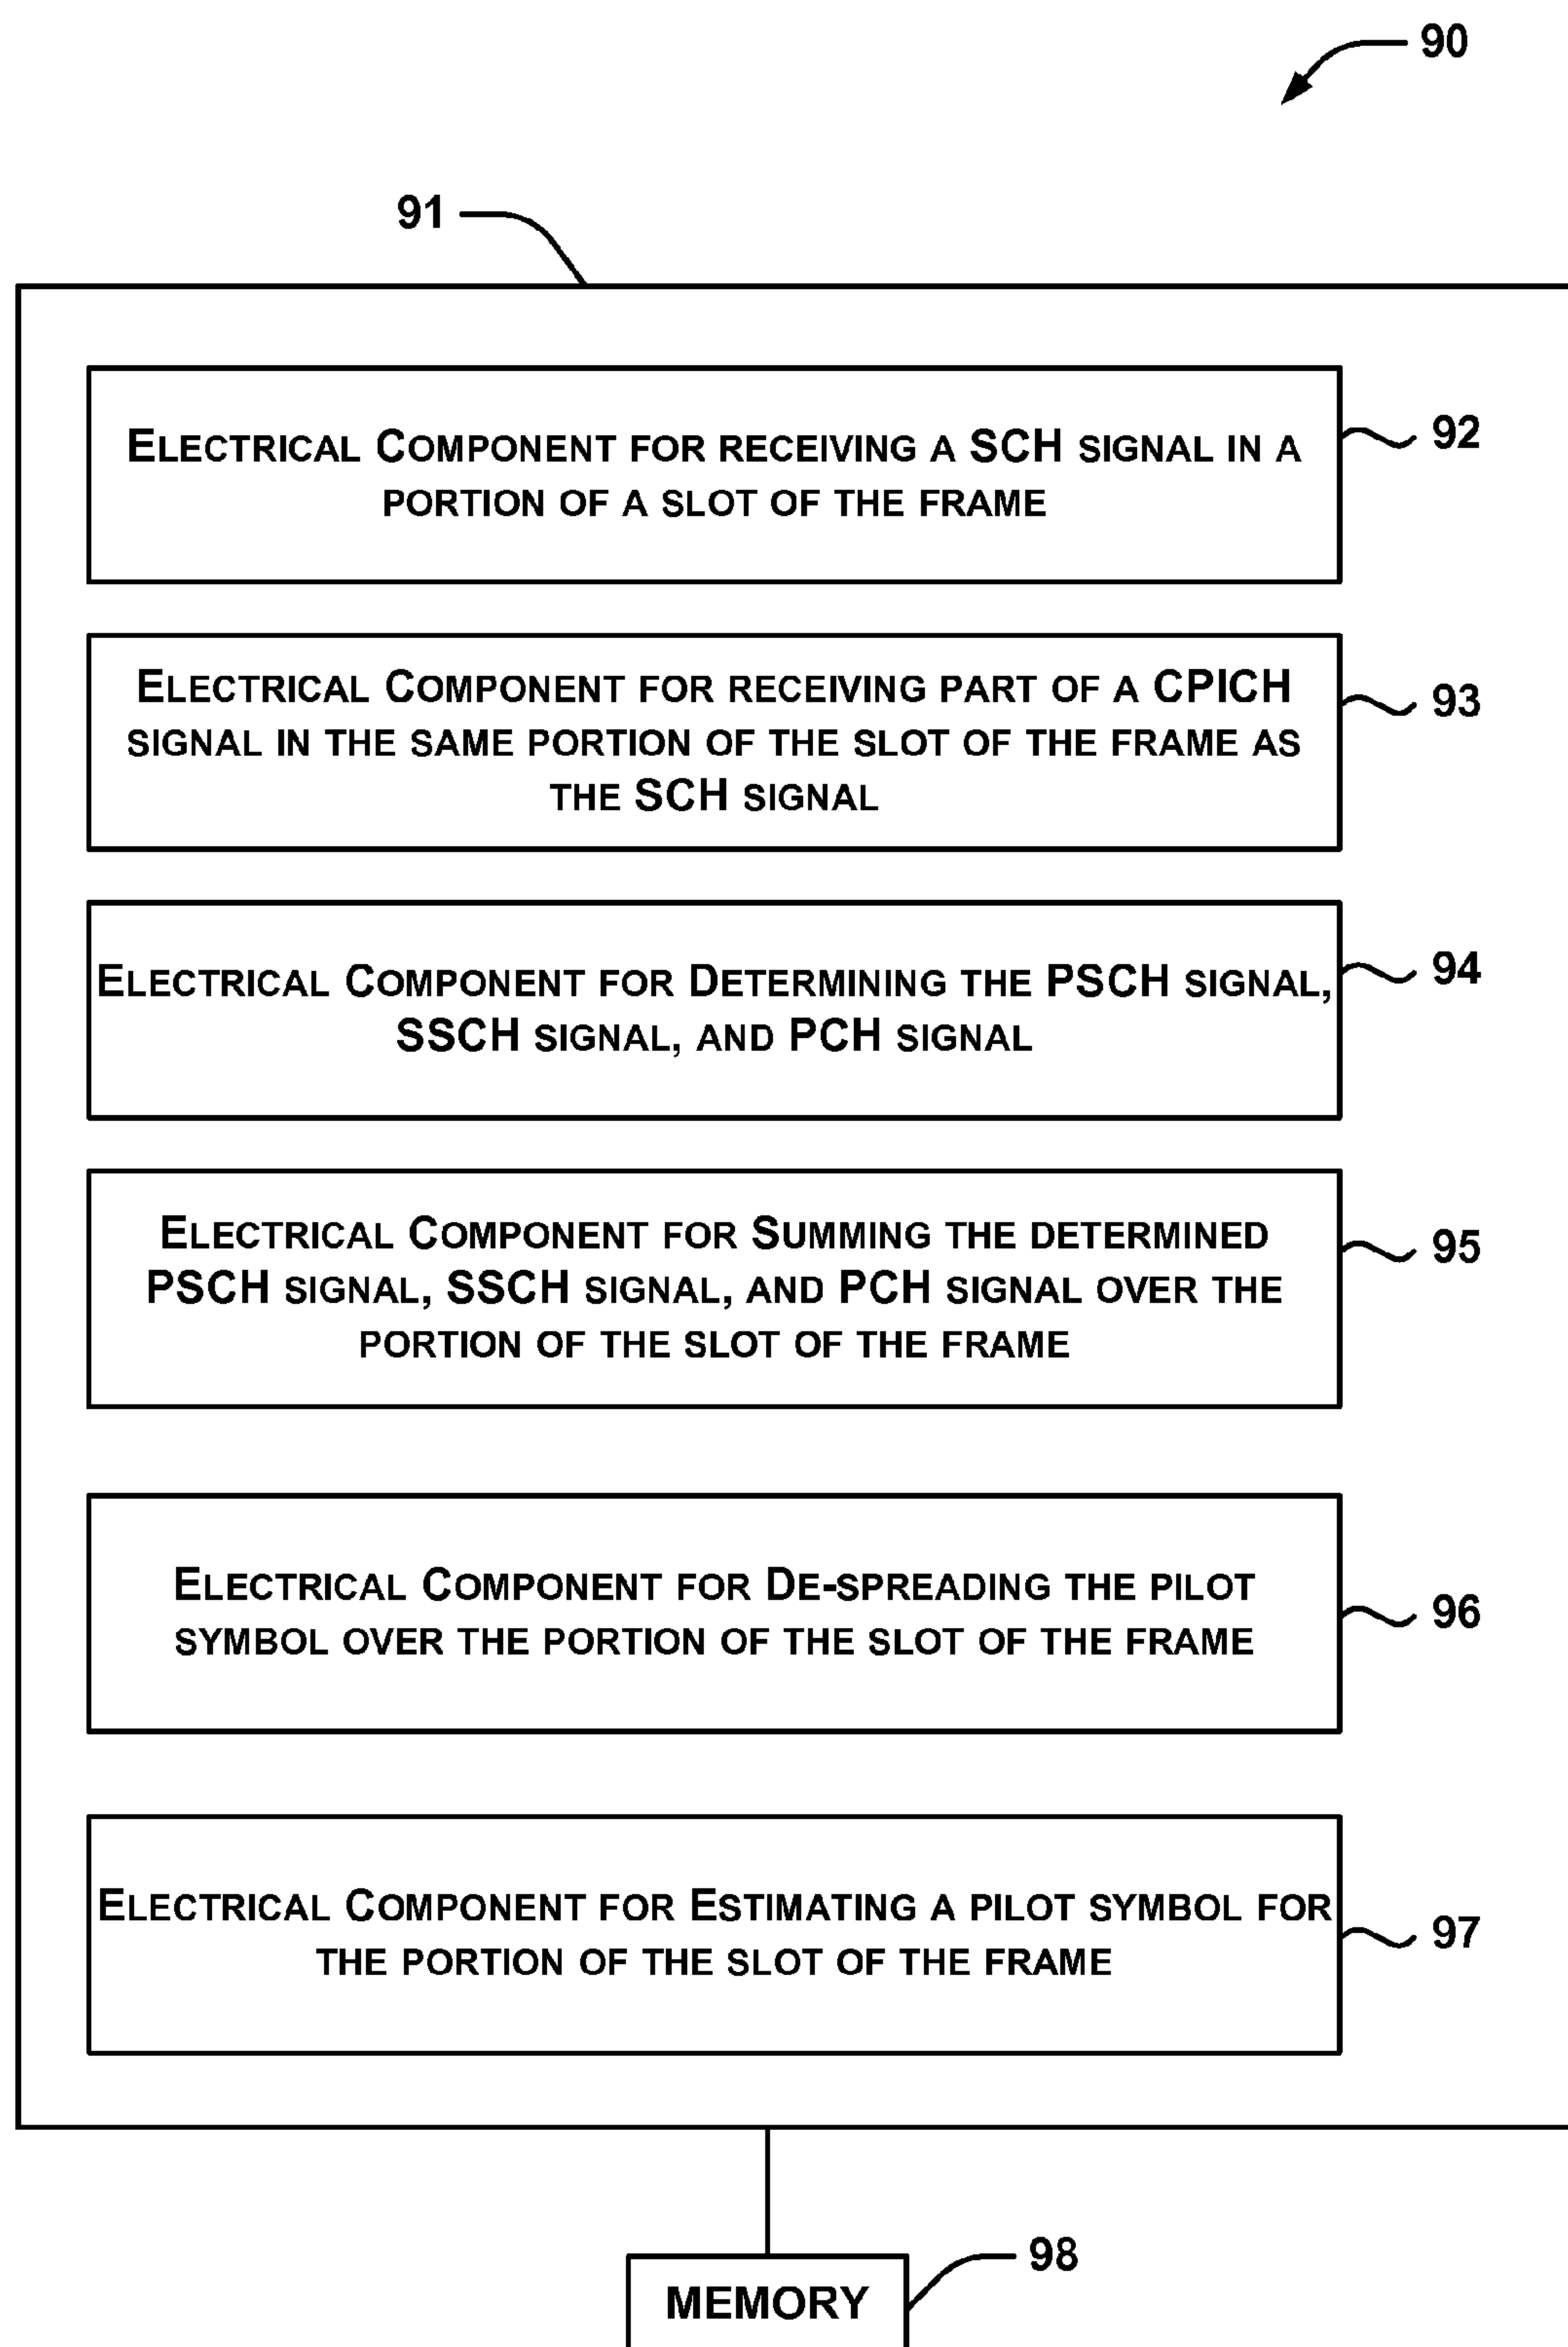 90
91
ELECTRICAL COMPONENT FOR RECEIVING A SCH SIGNAL IN A
PORTION OF A SLOT OF THE FRAME
92
ELECTRICAL COMPONENT FOR RECEIVING PART OF A CPICH
SIGNAL IN THE SAME PORTION OF THE SLOT OF THE FRAME AS
THE SCH SIGNAL
93
ELECTRICAL COMPONENT FOR DETERMINING THE PSCH SIGNAL,
SSCH SIGNAL, AND PCH SIGNAL
94
ELECTRICAL COMPONENT FOR SUMMING THE DETERMINED
PSCH SIGNAL, SSCH SIGNAL, AND PCH SIGNAL OVER THE
PORTION OF THE SLOT OF THE FRAME
95
ELECTRICAL COMPONENT FOR DE-SPREADING THE PILOT
SYMBOL OVER THE PORTION OF THE SLOT OF THE FRAME
96
ELECTRICAL COMPONENT FOR ESTIMATING A PILOT SYMBOL FOR
THE PORTION OF THE SLOT OF THE FRAME
97
98
MEMORY